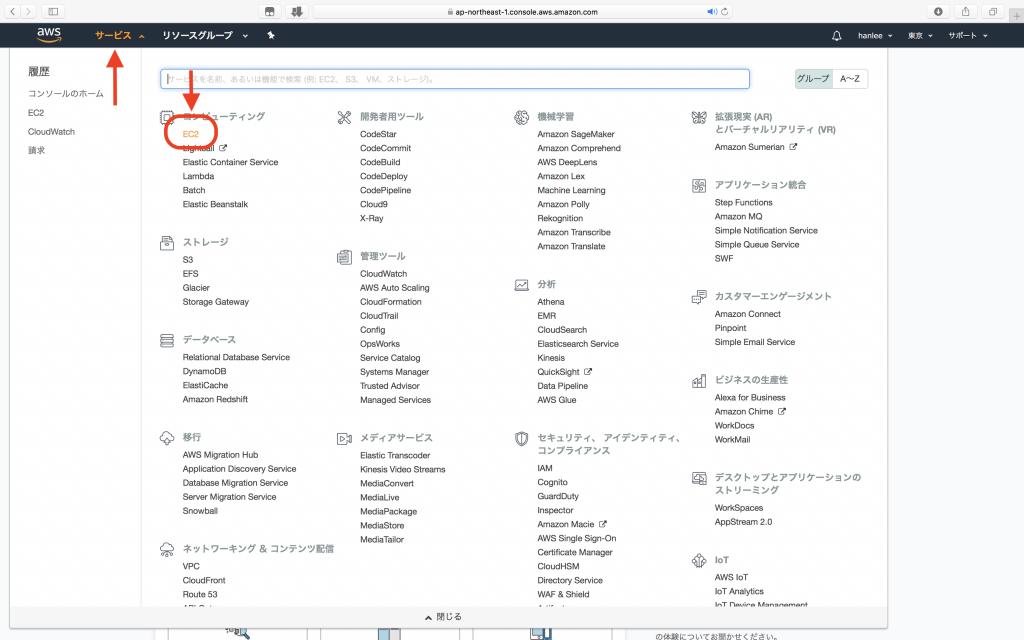 ap-northeast-1.console.aws.amazon.com
aws
サービス
リソースグループ
hanlee
東京
サポート
履歴
コンソールのホーム
EC2
CloudWatch
請求
サービスを名前、あるいは機能で検索 (例: EC2、 S3、 VM、ストレージ)。
グループ
A〜Z
コンピューティング
EC2
Lightsail
Elastic Container Service
Lambda
Batch
Elastic Beanstalk
ストレージ
S3
EFS
Glacier
Storage Gateway
データベース
Relational Database Service
DynamoDB
ElastiCache
Amazon Redshift
移行
AWS Migration Hub
Application Discovery Service
Database Migration Service
Server Migration Service
Snowball
ネットワーキング & コンテンツ配信
VPC
CloudFront
Route 53
開発者用ツール
CodeStar
CodeCommit
CodeBuild
CodeDeploy
CodePipeline
Cloud9
X-Ray
管理ツール
CloudWatch
AWS Auto Scaling
CloudFormation
CloudTrail
Config
OpsWorks
Service Catalog
Systems Manager
Trusted Advisor
Managed Services
メディアサービス
Elastic Transcoder
Kinesis Video Streams
MediaConvert
MediaLive
MediaPackage
MediaStore
MediaTailor
機械学習
Amazon SageMaker
Amazon Comprehend
AWS DeepLens
Amazon Lex
Machine Learning
Amazon Polly
Rekognition
Amazon Transcribe
Amazon Translate
分析
Athena
EMR
CloudSearch
Elasticsearch Service
Kinesis
QuickSight
Data Pipeline
AWS Glue
セキュリティ、 アイデンティティ、
コンプライアンス
IAM
Cognito
GuardDuty
Inspector
Amazon Macie
AWS Single Sign-On
Certificate Manager
CloudHSM
Directory Service
WAF & Shield
拡張現実 (AR)
とバーチャルリアリティ (VR)
Amazon Sumerian
アプリケーション統合
Step Functions
Amazon MQ
Simple Notification Service
Simple Queue Service
SWF
カスタマーエンゲージメント
Amazon Connect
Pinpoint
Simple Email Service
ビジネスの生産性
Alexa for Business
Amazon Chime
WorkDocs
WorkMail
デスクトップとアプリケーションの
ストリーミング
WorkSpaces
AppStream 2.0
IoT
AWS IoT
IoT Analytics
IoT Device Management
閉じる
の体験についてお聞かせください。